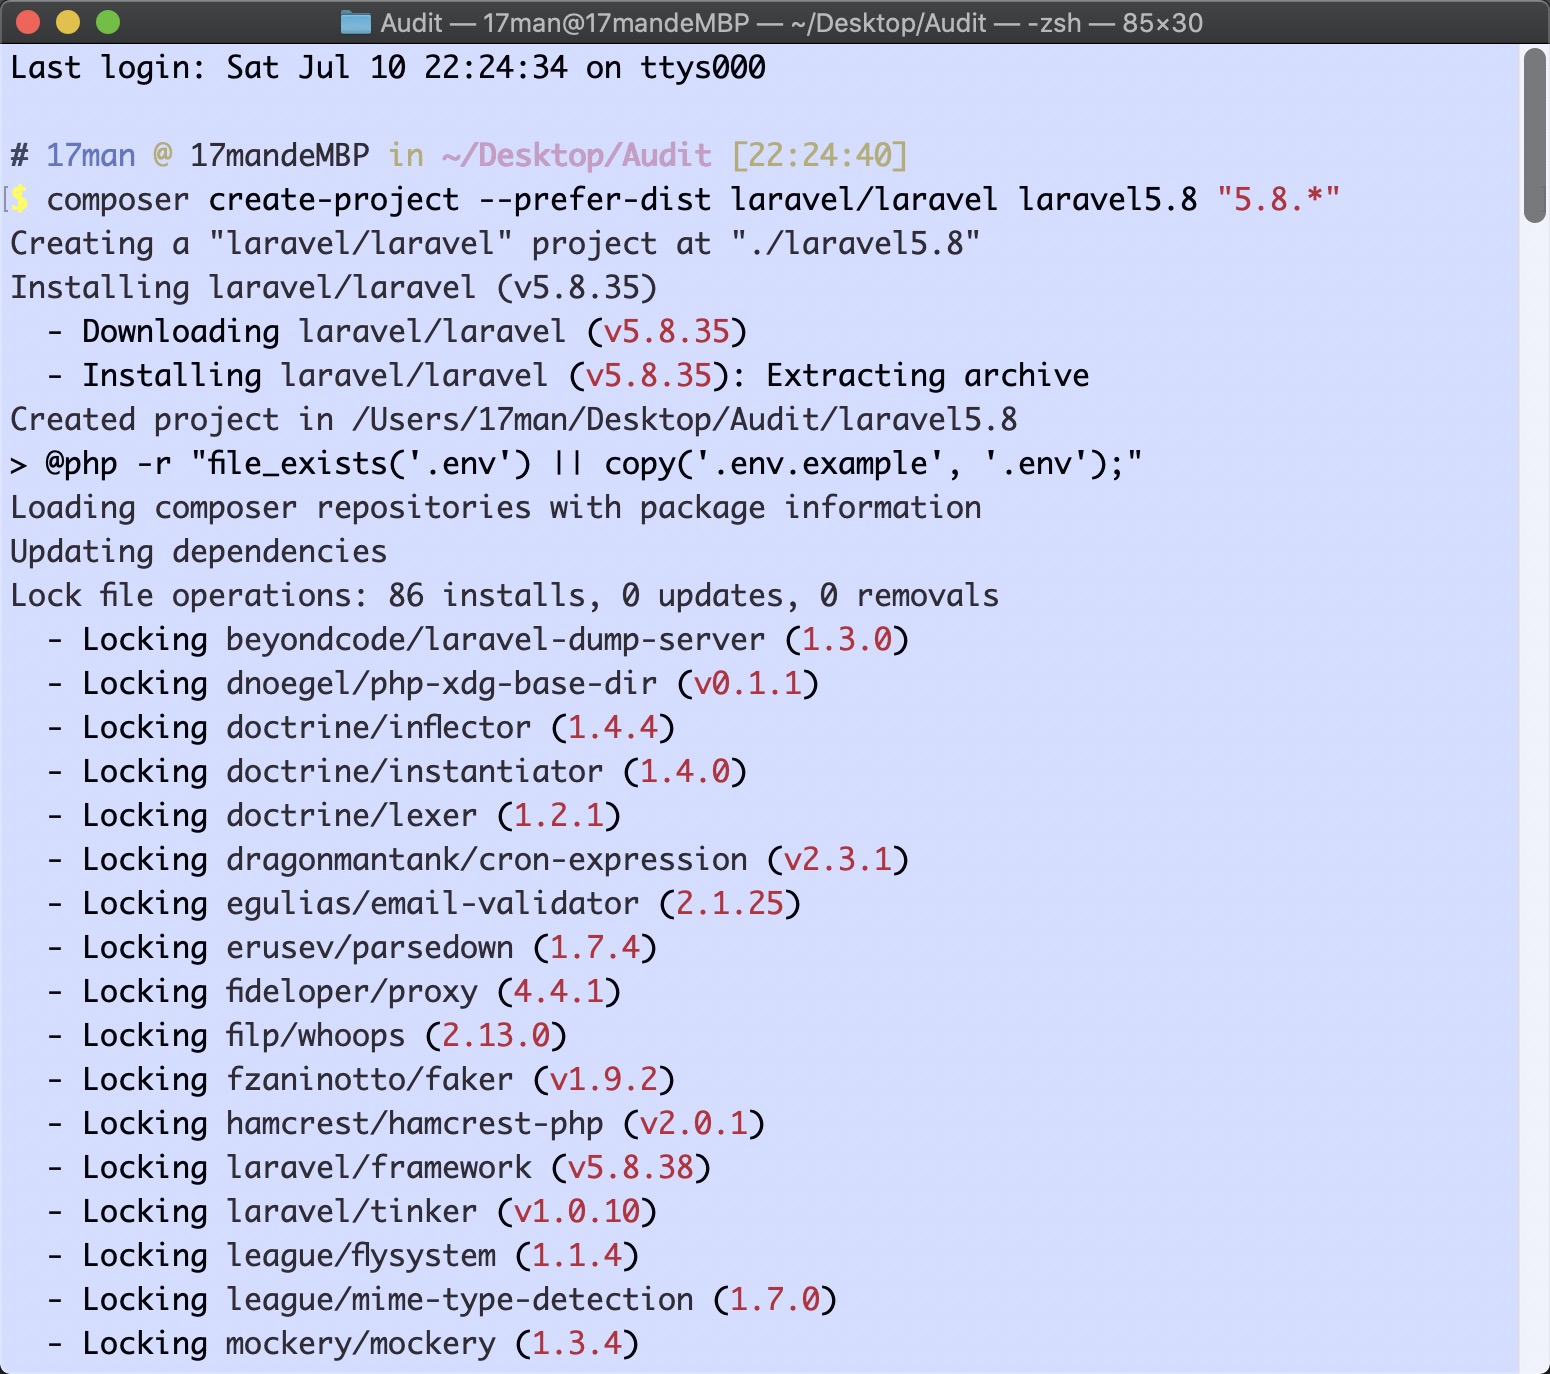 Audit — 17man@17mandeMBP — ~/Desktop/Audit — -zsh — 85×30
Last login: Sat Jul 10 22:24:34 on ttys000
# 17man @ 17mandeMBP in ~/Desktop/Audit [22:24:40]
[$ composer create-project --prefer-dist laravel/laravel laravel5.8 "5.8.*"
Creating a "laravel/laravel" project at "./laravel5.8"
Installing laravel/laravel (v5.8.35)
  - Downloading laravel/laravel (v5.8.35)
  - Installing laravel/laravel (v5.8.35): Extracting archive
Created project in /Users/17man/Desktop/Audit/laravel5.8
> @php -r "file_exists('.env') || copy('.env.example', '.env');"
Loading composer repositories with package information
Updating dependencies
Lock file operations: 86 installs, 0 updates, 0 removals
  - Locking beyondcode/laravel-dump-server (1.3.0)
  - Locking dnoegel/php-xdg-base-dir (v0.1.1)
  - Locking doctrine/inflector (1.4.4)
  - Locking doctrine/instantiator (1.4.0)
  - Locking doctrine/lexer (1.2.1)
  - Locking dragonmantank/cron-expression (v2.3.1)
  - Locking egulias/email-validator (2.1.25)
  - Locking erusev/parsedown (1.7.4)
  - Locking fideloper/proxy (4.4.1)
  - Locking filp/whoops (2.13.0)
  - Locking fzaninotto/faker (v1.9.2)
  - Locking hamcrest/hamcrest-php (v2.0.1)
  - Locking laravel/framework (v5.8.38)
  - Locking laravel/tinker (v1.0.10)
  - Locking league/flysystem (1.1.4)
  - Locking league/mime-type-detection (1.7.0)
  - Locking mockery/mockery (1.3.4)